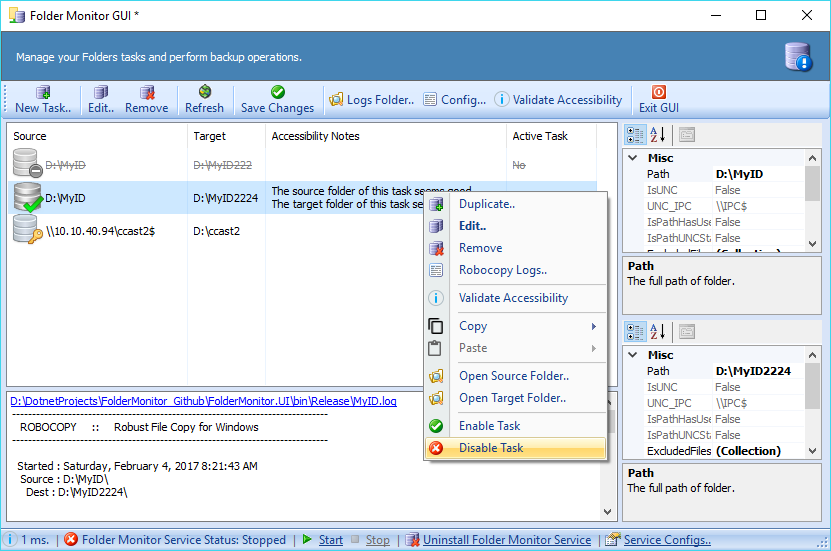 Folder Monitor GUI *
Manage your Folders tasks and perform backup operations.
New Task.. Edit.. Remove Refresh Save Changes Logs Folder.. Config... Validate Accessibility Exit GUI
Source Target Accessibility Notes Active Task
D:\MyID D:\MyID222 No
D:\MyID D:\MyID2224 The source folder of this task seems good
The target folder of this task se
\\10.10.40.94\ccast2$ D:\ccast2
Duplicate..
Edit..
Remove
Robocopy Logs..
Validate Accessibility
Copy
Paste
Open Source Folder..
Open Target Folder..
Enable Task
Disable Task
Misc
Path D:\MyID
IsUNC False
UNC_IPC \\IPC$
IsPathHasUse False
IsPathUNCSta False
ExcludedFiles (Collection)
Path
The full path of folder.
Misc
Path D:\MyID2224
IsUNC False
UNC_IPC \\IPC$
IsPathHasUse False
IsPathUNCSta False
ExcludedFiles (Collection)
Path
The full path of folder.
D:\DotnetProjects\FolderMonitor_Github\FolderMonitor.UI\bin\Release\MyID.log
-------------------------------------------------------------------------------
ROBOCOPY :: Robust File Copy for Windows
-------------------------------------------------------------------------------
Started : Saturday, February 4, 2017 8:21:43 AM
Source : D:\MyID\
Dest : D:\MyID2224\
1 ms. Folder Monitor Service Status: Stopped Start Stop Uninstall Folder Monitor Service Service Configs..